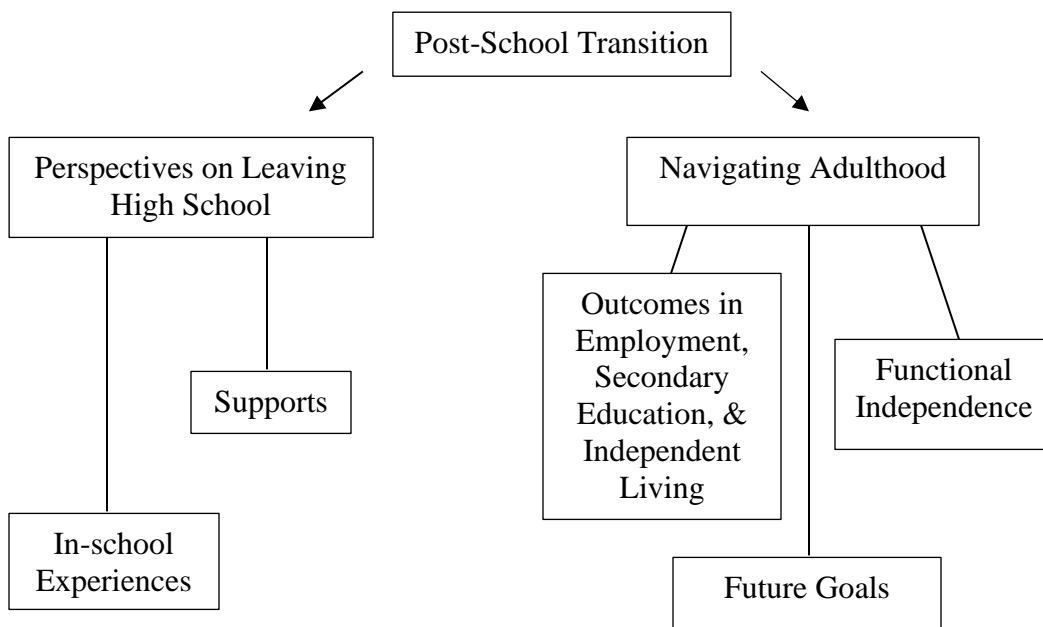 Post-School Transition
Perspectives on Leaving
High School
Navigating Adulthood
Outcomes in
Employment,
Secondary
Education, &
Independent
Living
Functional
Independence
Supports
In-school
Experiences
Future Goals